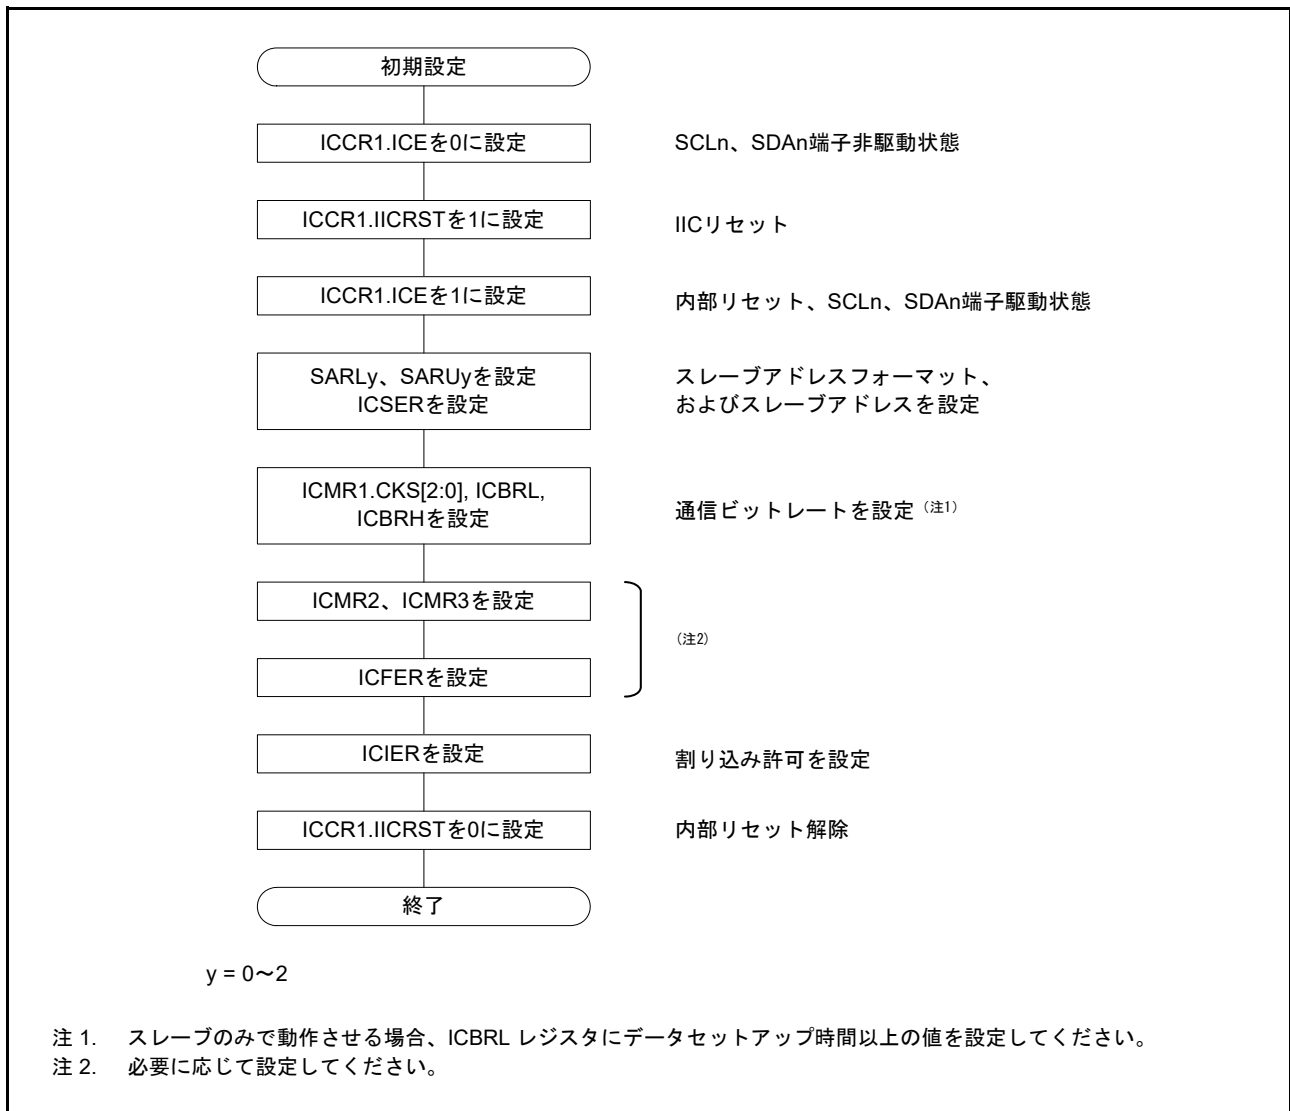 初期設定
ICCR1.ICEを0に設定
SCLn、SDAn端子非駆動状態
ICCR1.IICRSTを1に設定
IICリセット
ICCR1.ICEを1に設定
内部リセット、SCLn、SDAn端子駆動状態
SARLy、SARUyを設定
ICSERを設定
スレーブアドレスフォーマット、
およびスレーブアドレスを設定
ICMR1.CKS[2:0], ICBRL,
ICBRHを設定
通信ビットレートを設定 (注1)
ICMR2、ICMR3を設定
(注2)
ICFERを設定
ICIERを設定
割り込み許可を設定
ICCR1.IICRSTを0に設定
内部リセット解除
終了
y = 0〜2
注 1. スレーブのみで動作させる場合、ICBRL レジスタにデータセットアップ時間以上の値を設定してください。
注 2. 必要に応じて設定してください。